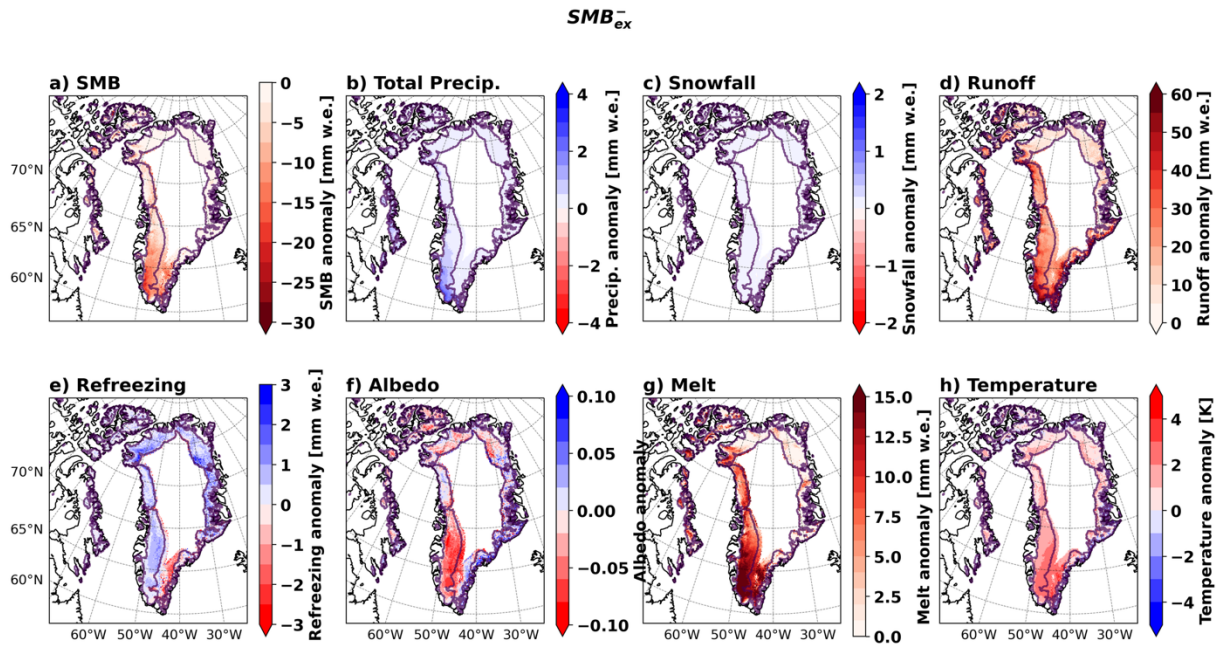 SMB⁻ₑₓ
a) SMB
b) Total Precip.
c) Snowfall
d) Runoff
70°N
65°N
60°N
0
−5
−10
−15
−20
−25
−30
SMB anomaly [mm w.e.]
4
2
0
−2
−4
Precip. anomaly [mm w.e.]
2
1
0
−1
−2
Snowfall anomaly [mm w.e.]
60
50
40
30
20
10
0
Runoff anomaly [mm w.e.]
e) Refreezing
f) Albedo
g) Melt
h) Temperature
70°N
65°N
60°N
60°W 50°W 40°W 30°W
3
2
1
0
−1
−2
−3
Refreezing anomaly [mm w.e.]
60°W 50°W 40°W 30°W
0.10
0.05
0.00
−0.05
−0.10
Albedo anomaly
60°W 50°W 40°W 30°W
15.0
12.5
10.0
7.5
5.0
2.5
0.0
Melt anomaly [mm w.e.]
60°W 50°W 40°W 30°W
4
2
0
−2
−4
Temperature anomaly [K]